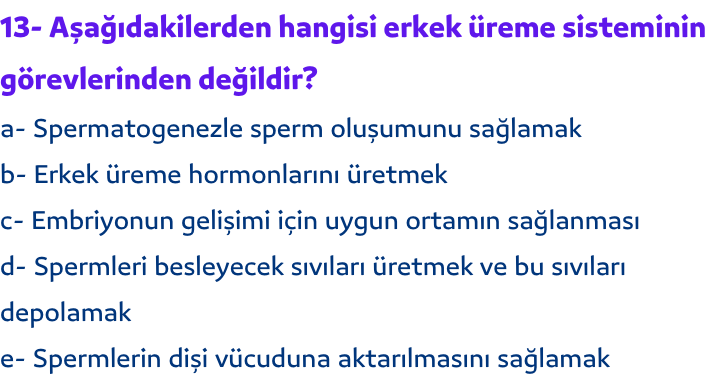 13- Aşağıdakilerden hangisi erkek üreme sisteminin
görevlerinden değildir?
a- Spermatogenezle sperm oluşumunu sağlamak
b- Erkek üreme hormonlarını üretmek
c- Embriyonun gelişimi için uygun ortamın sağlanması
d- Spermleri besleyecek sıvıları üretmek ve bu sıvıları
depolamak
e- Spermlerin dişi vücuduna aktarılmasını sağlamak